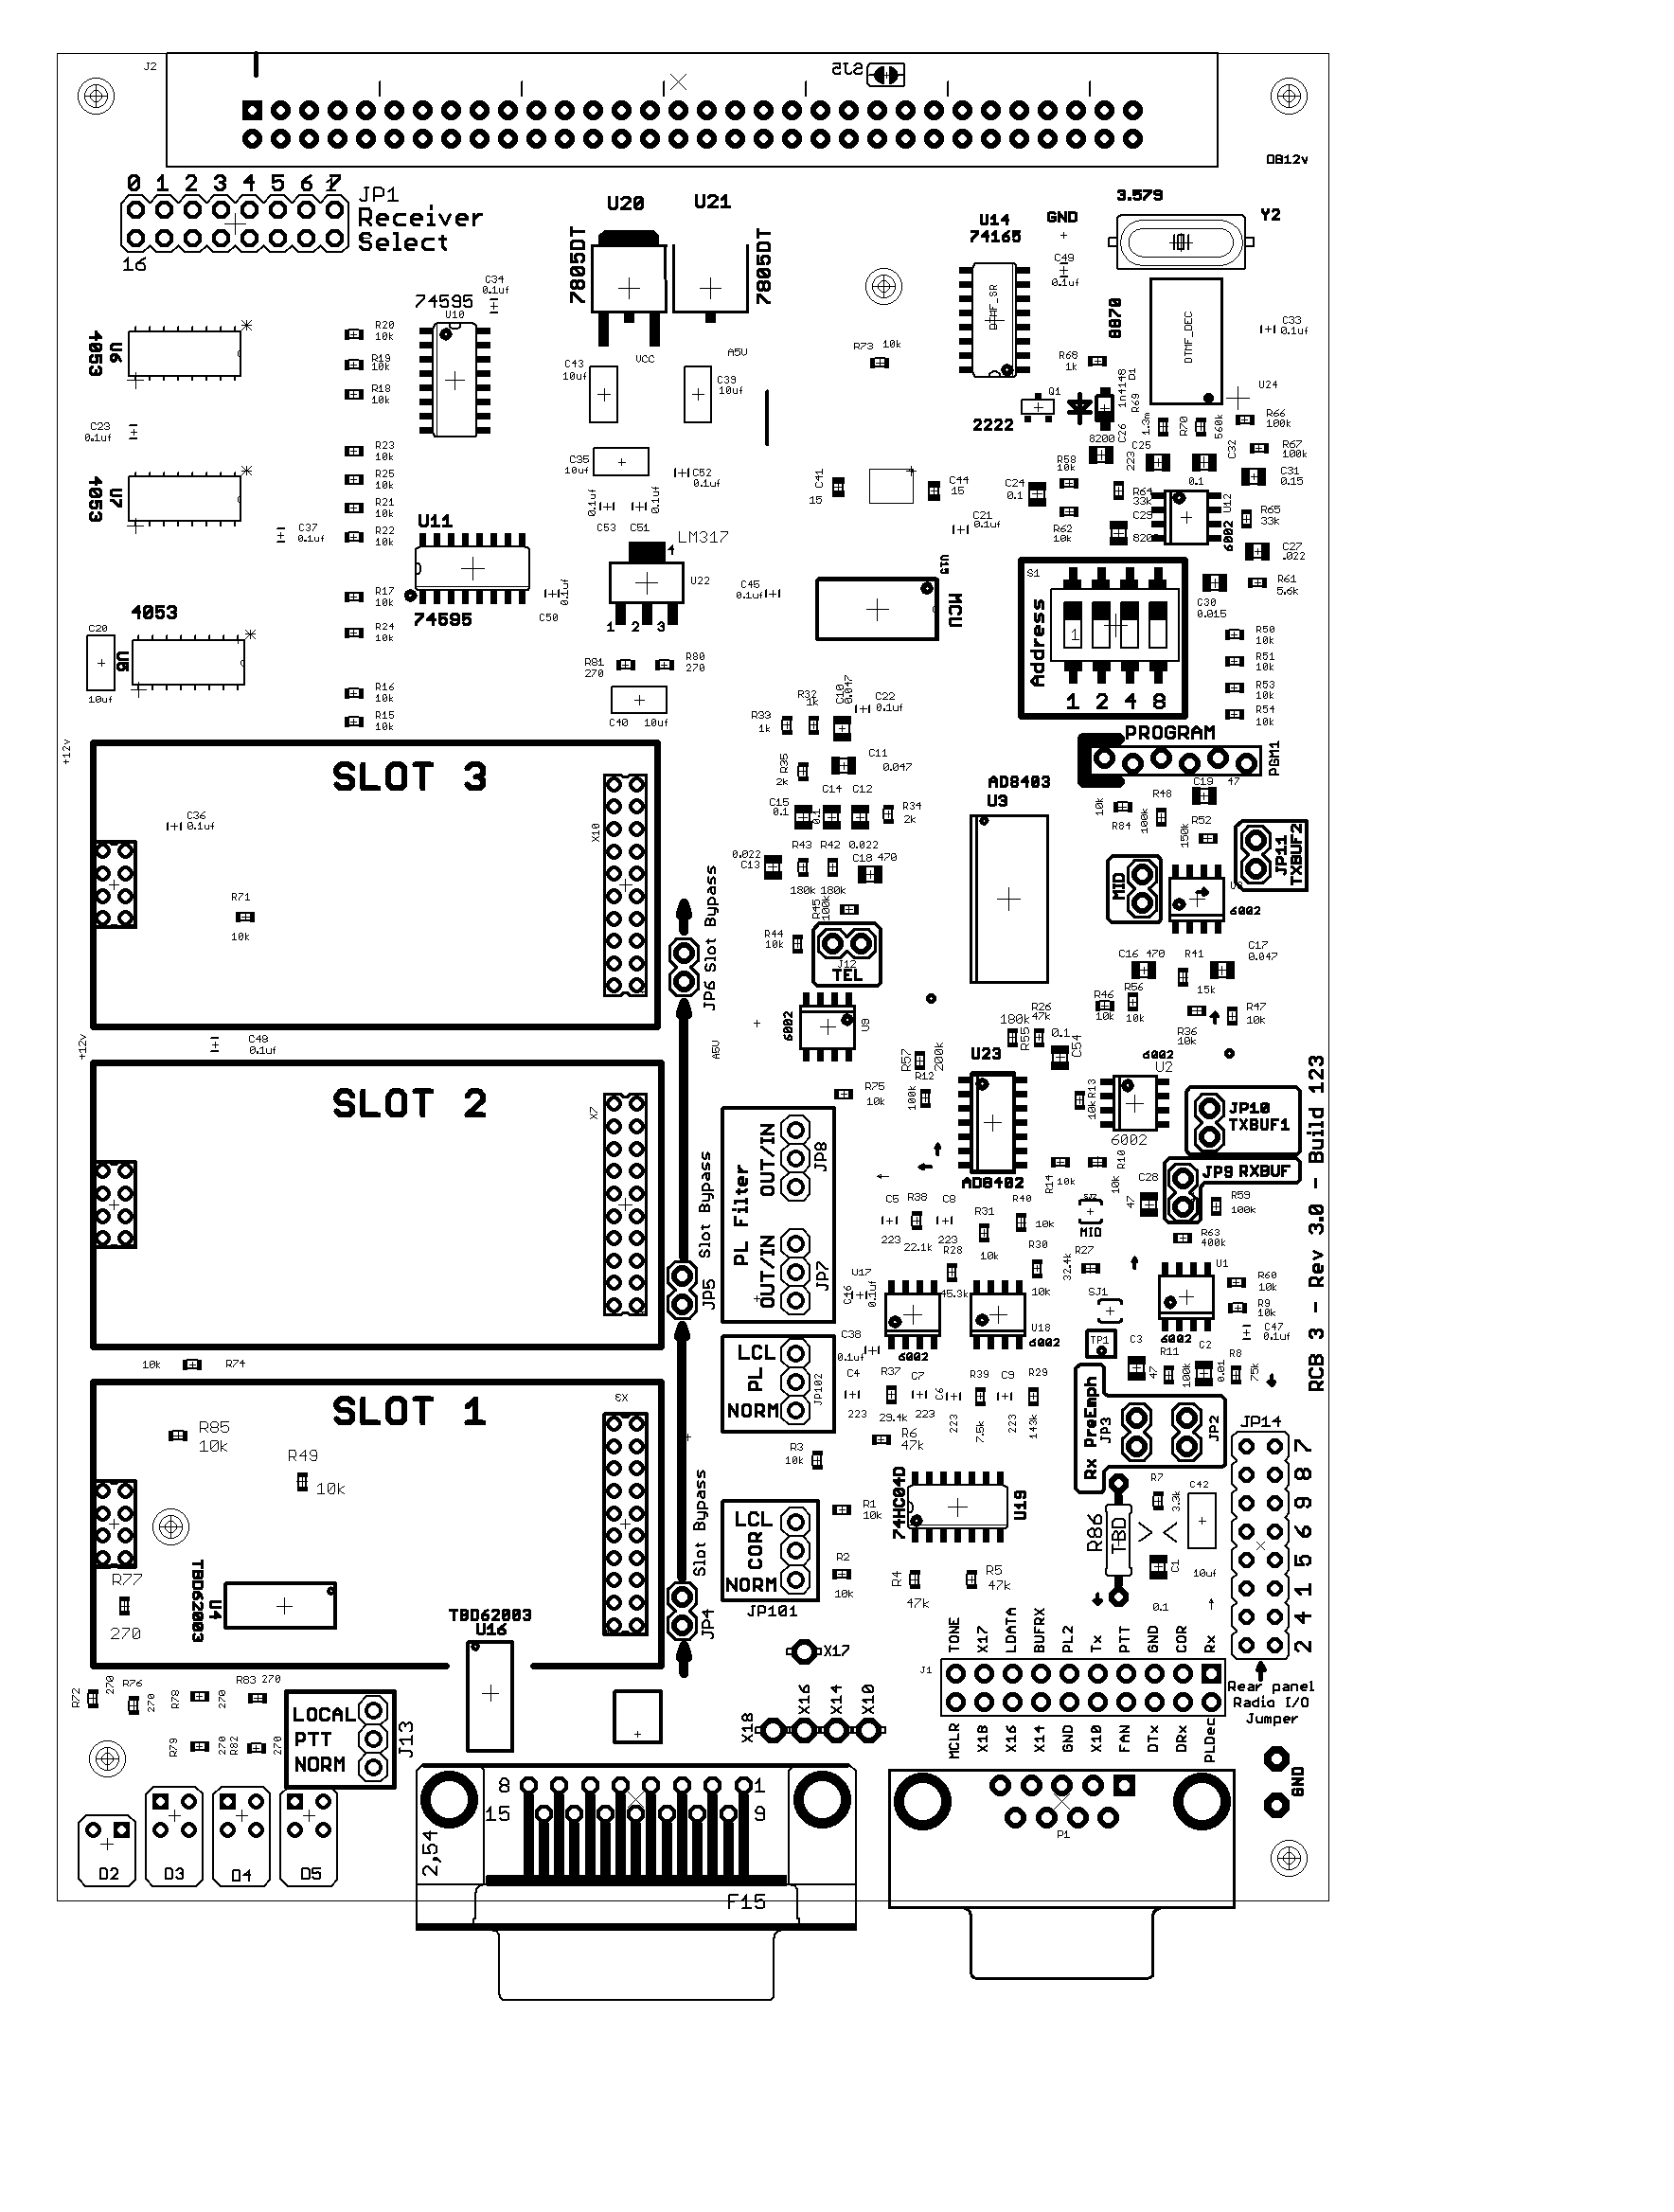 J2
SJ5
DB12v
0 1 2 3 4 5 6 7
JP1
Receiver
Select
16
U20
U21
7805DT
7805DT
U14
74165
GND
3.579
Y2
C49
0.1uf
DTMF_SR
8870
DTMF_DEC
C33
0.1uf
C34
0.1uf
74595
U10
4053
U6
R20
10k
R19
10k
R18
10k
VCC
A5V
C43
10uf
C39
10uf
R73 10k
R68
1k
Q1
2222
1n4148
D1
R69
U24
C23
0.1uf
R23
10k
R25
10k
R21
10k
R22
10k
C35
10uf
C52
0.1uf
C41
15
C44
15
C24
0.1
R58
10k
8200
C26
1.3m
R70
560k
R66
100k
R67
100k
C25
223
C32
0.1
C31
0.15
4053
U7
C37
0.1uf
U11
74595
0.1uf
C53
0.1uf
C51
LM317
4
U22
1 2 3
C21
0.1uf
R62
10k
R64
33k
C29
8200
U12
6002
R65
33k
C27
.022
R61
5.6k
C30
0.015
R17
10k
R24
10k
C50
0.1uf
C45
0.1uf
U15
MCU
S1
Address
1
1 2 4 8
R50
10k
R51
10k
R53
10k
R54
10k
4053
C20
U5
10uf
R16
10k
R15
10k
R81
270
R80
270
C40 10uf
R33
1k
R32
1k
C10
0.047
C22
0.1uf
PROGRAM
PGM1
+12v
SLOT 3
X10
C36
0.1uf
R71
10k
R35
2k
C11
0.047
C15
0.1
C14
0.1
C12
R34
2k
AD8403
U3
C19 47
10k
R84
R48
100k
R52
150k
JP11
TXBUF2
MID
6002
0.022
C13
R43
180k
R42
180k
0.022
C18 470
R45
100k
R44
10k
J12
TEL
6002
U9
JP6 Slot Bypass
C16 470
R41
15k
C17
0.047
R46
10k
R56
10k
R36
10k
R47
10k
+12v
C49
0.1uf
A5V
R57
200k
R12
100k
180k
R55
R26
47k
0.1
C54
U23
AD8402
6002
U2
6002
R13
10k
R75
10k
SLOT 2
X7
JP5 Slot Bypass
PL Filter
OUT/IN
JP8
OUT/IN
JP7
JP10
TXBUF1
JP9 RXBUF
R14
10k
R10
10k
C28
47
R59
100k
R63
400k
C5
223
R38
22.1k
C8
223
R31
10k
R40
10k
SJ2
MID
R28
45.3k
R30
10k
R27
32.4k
U17
C46
0.1uf
6002
U18
6002
SJ1
TP1
U1
6002
R60
10k
R9
10k
C47
0.1uf
RCB 3 - Rev 3.0 - Build 123
10k
R74
C38
0.1uf
LCL
PL
NORM
JP102
C4
223
R37
29.4k
C7
223
C6
223
R39
7.5k
C9
223
R29
143k
C3
47
R11
100k
C2
0.01
R8
75k
SLOT 1
X3
R85
10k
R49
10k
R77
270
TBD62003
U4
JP4
Slot Bypass
R3
10k
R6
47k
Rx PreEmph
JP3
JP2
JP14
7
8
9
6
5
1
4
2
LCL
COR
NORM
JP101
R1
10k
R2
10k
74HC04D
U19
R4
47k
R5
47k
R86
TBD
R7
3.3k
C42
10uf
C1
0.1
TBD62003
U16
X17
J1
TONE
X17
LDATA
BUFRX
PL2
Tx
PTT
GND
COR
Rx
MCLR
X18
X16
X14
GND
X10
FAN
DTx
DRx
PLDec
Rear panel
Radio I/O
Jumper
R72
270
R76
270
R78
270
R83 270
R79
270
R82
270
LOCAL
PTT
NORM
J13
X18
X16
X14
X10
GND
8
1
15
9
2,54
F15
P1
D2
D3
D4
D5